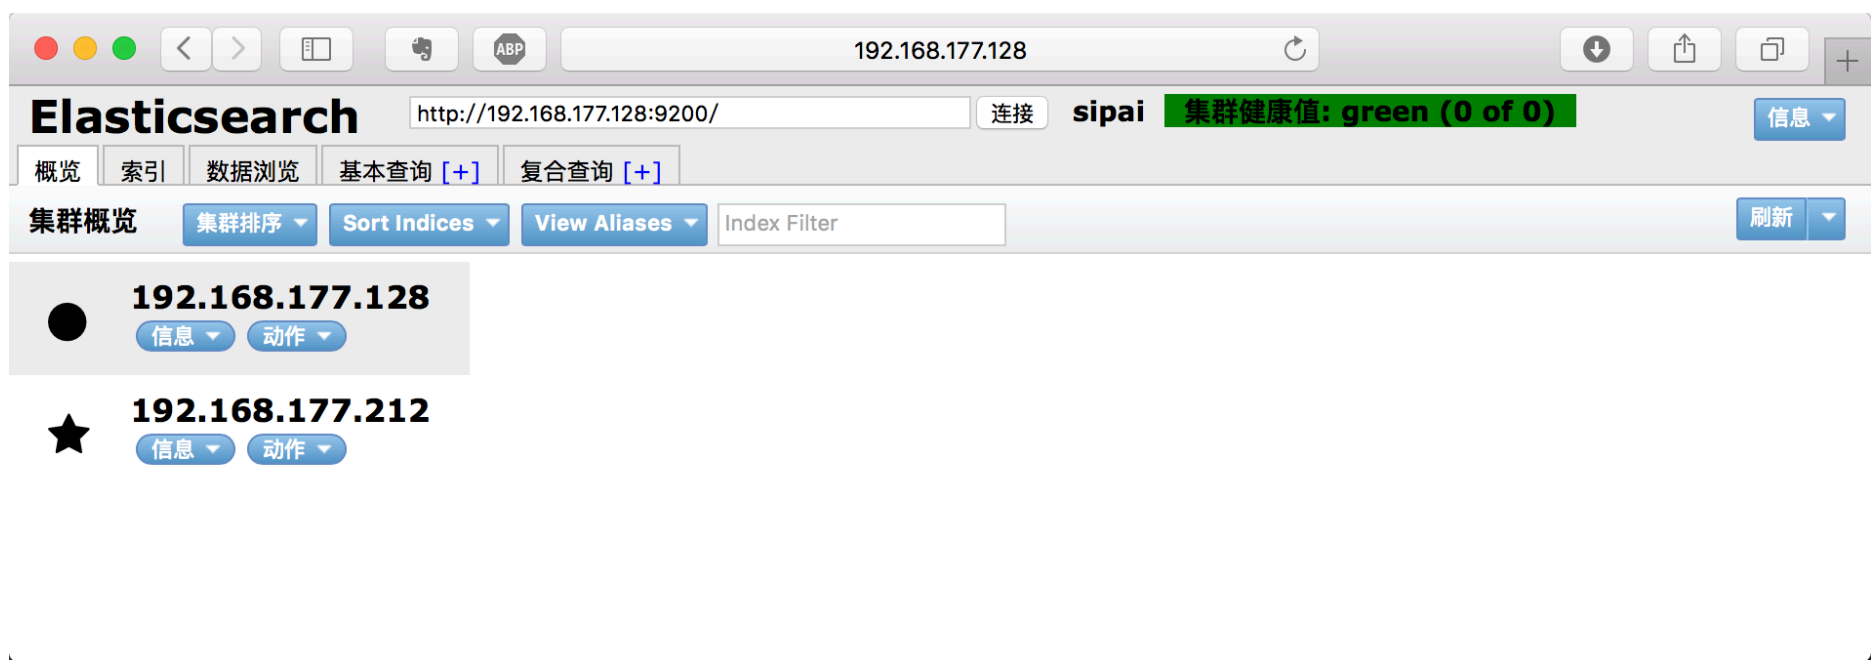 ABP
192.168.177.128
Elasticsearch http://192.168.177.128:9200/ 连接 sipai 集群健康值: green (0 of 0) 信息
概览 索引 数据浏览 基本查询 [+] 复合查询 [+]
集群概览 集群排序 Sort Indices View Aliases Index Filter 刷新
192.168.177.128
信息 动作
192.168.177.212
信息 动作